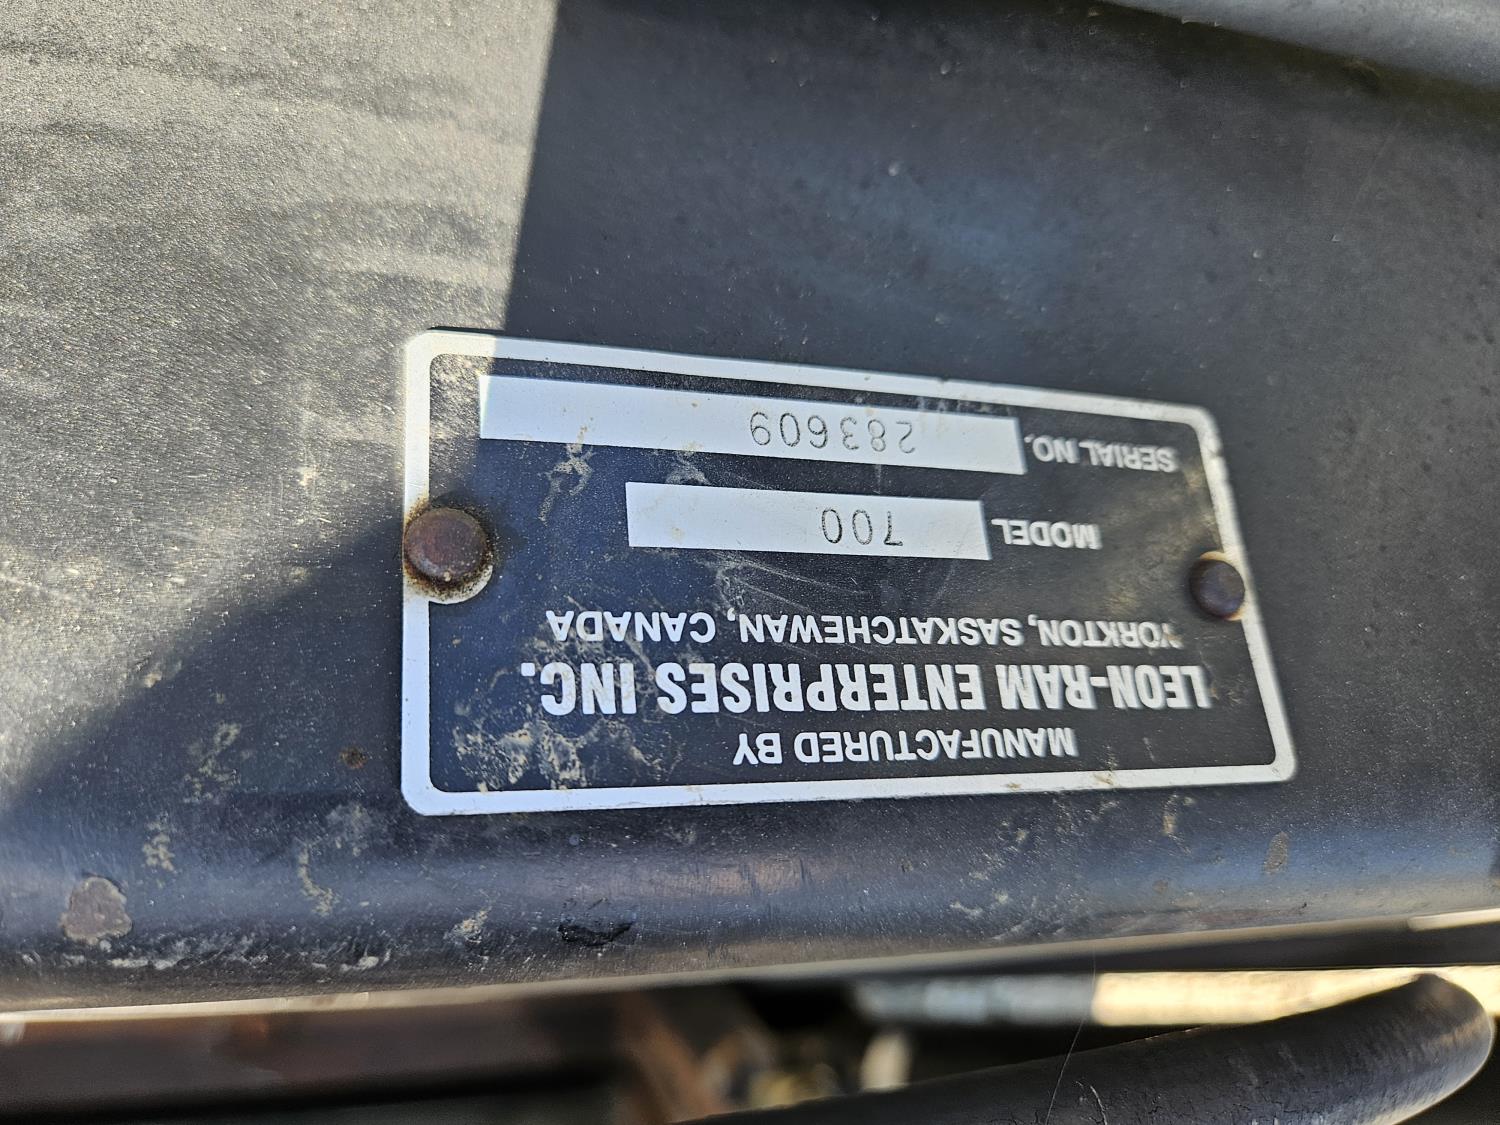 MANUFACTURED BY
LEON-RAM ENTERPRISES INC.
YORKTON, SASKATCHEWAN, CANADA
MODEL 700
SERIAL NO. 283609